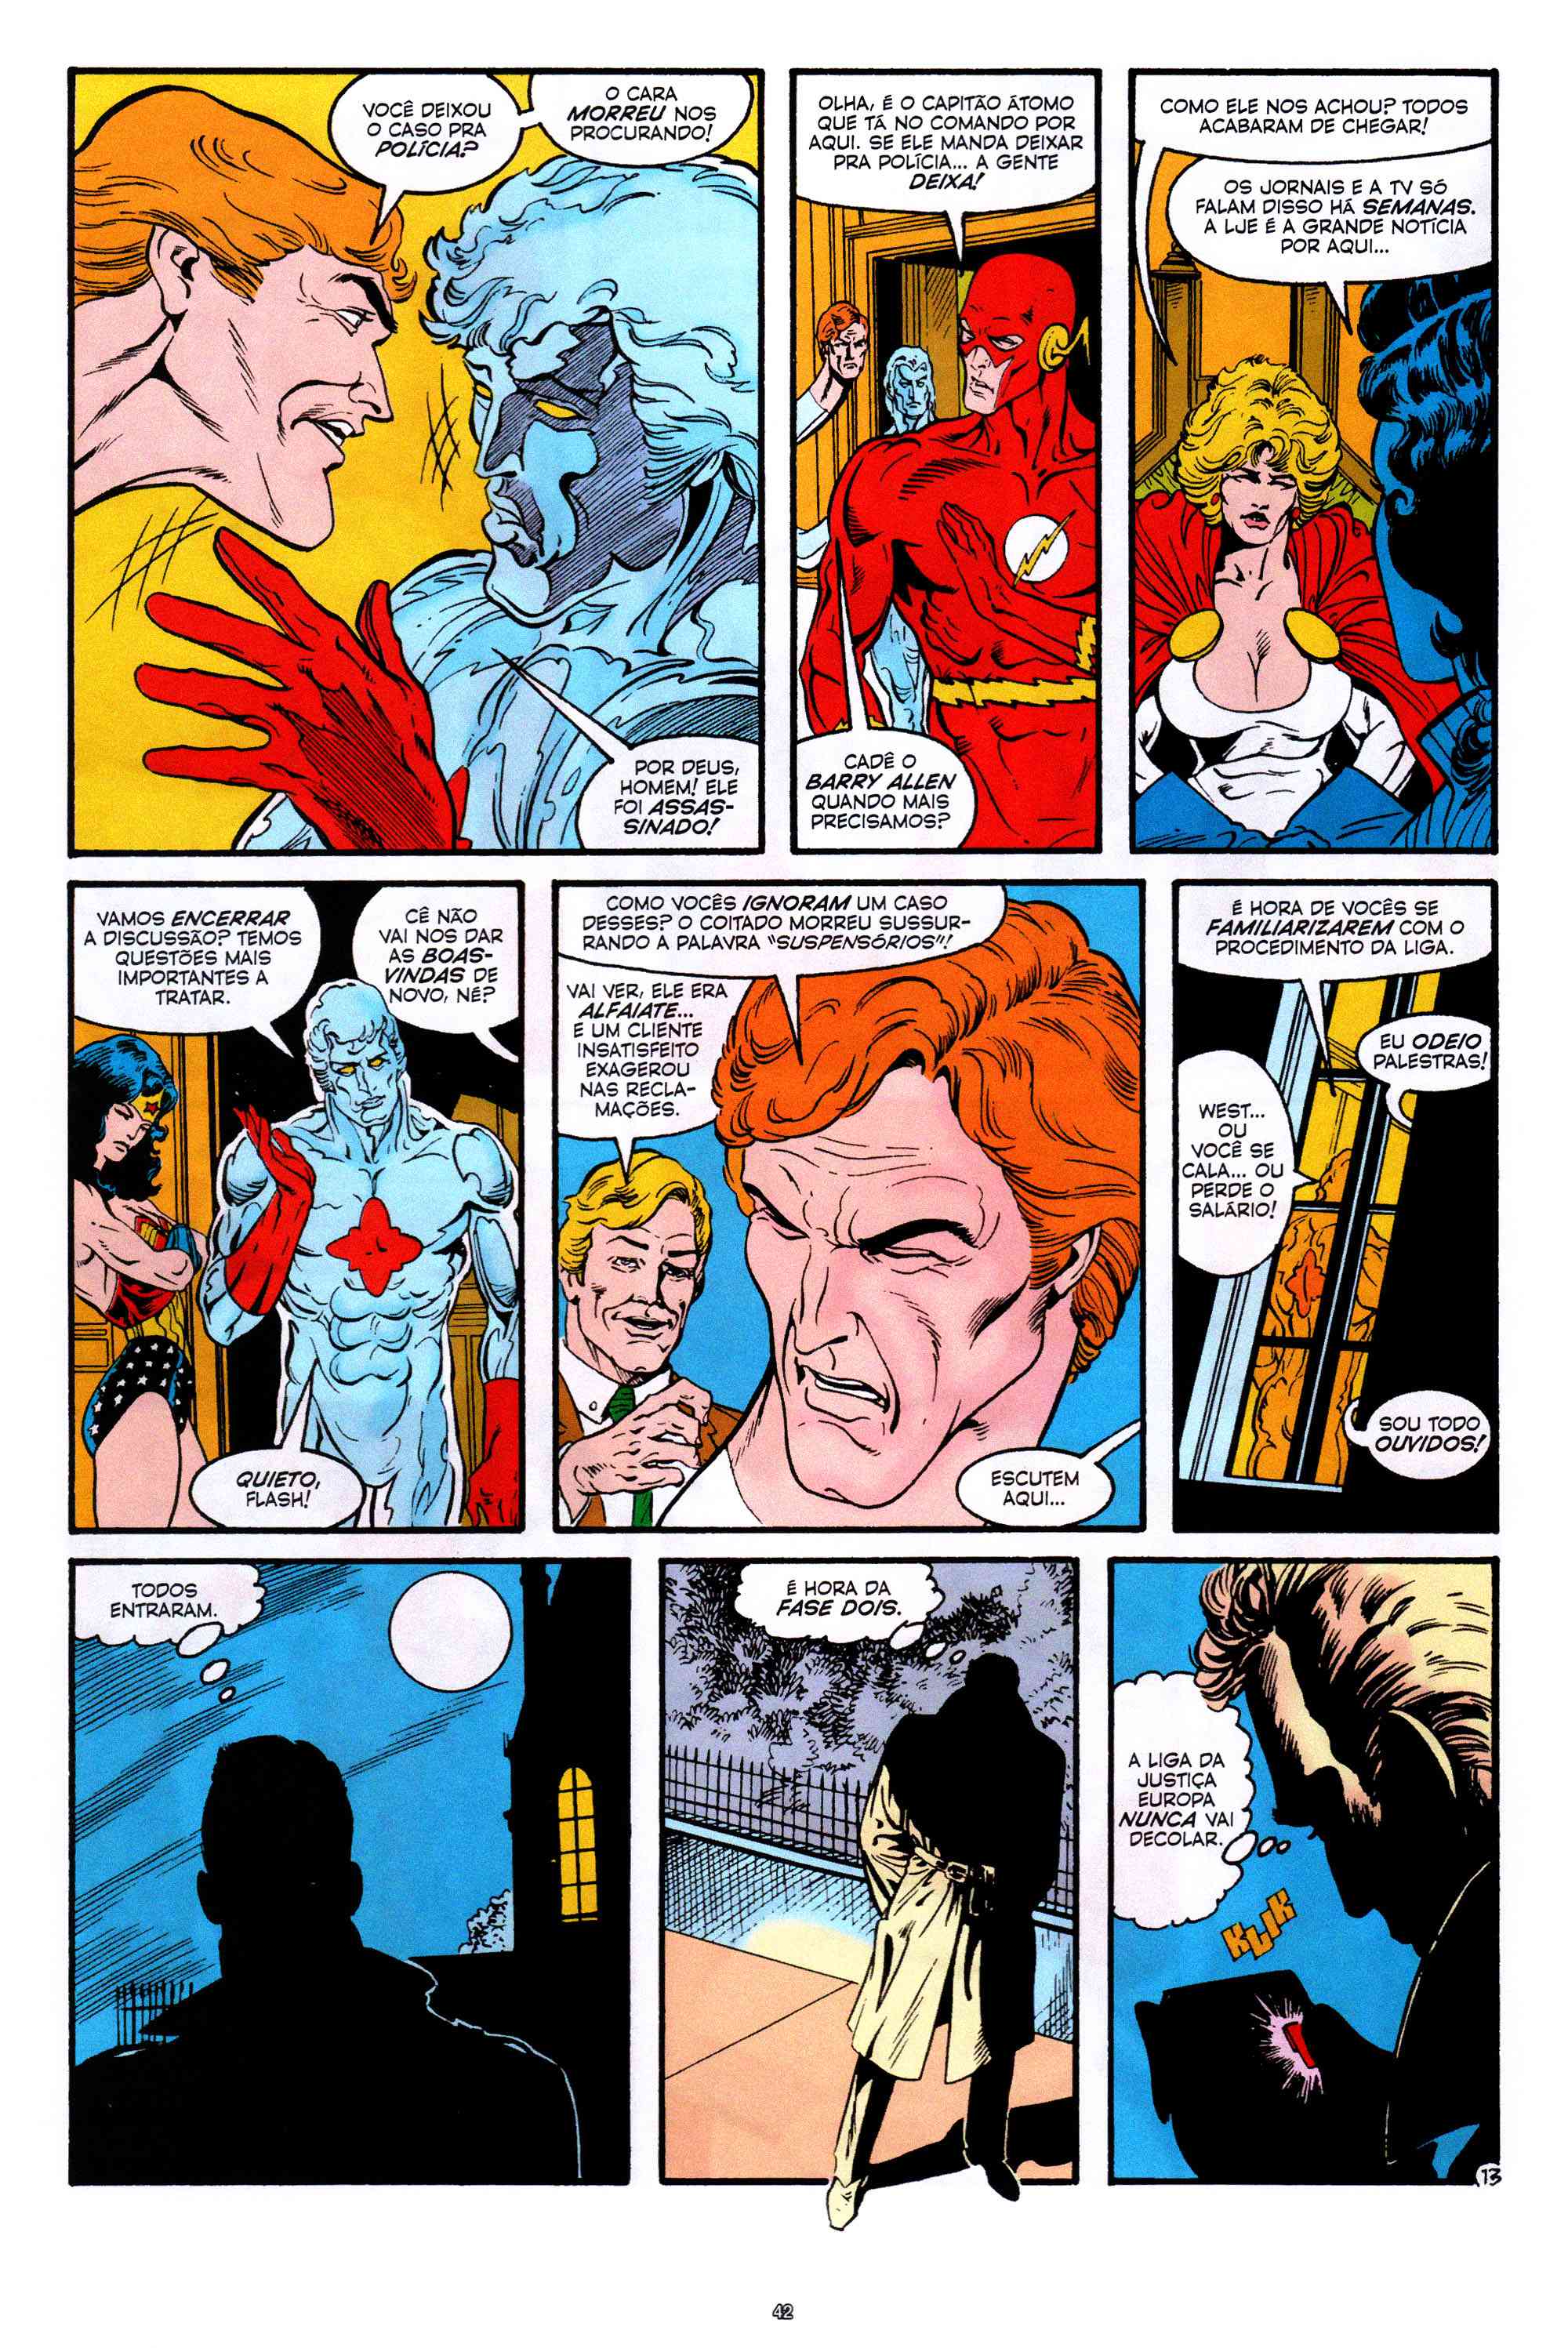 VOCÊ DEIXOU
O CASO PRA
POLÍCIA?
O CARA
MORREU NOS
PROCURANDO!
POR DEUS,
HOMEM! ELE
FOI ASSAS-
SINADO!
OLHA, É O CAPITÃO ÁTOMO
QUE TÁ NO COMANDO POR
AQUI. SE ELE MANDA DEIXAR
PRA POLÍCIA... A GENTE
DEIXA!
CADÊ O
BARRY ALLEN
QUANDO MAIS
PRECISAMOS?
COMO ELE NOS ACHOU? TODOS
ACABARAM DE CHEGAR!
OS JORNAIS E A TV SÓ
FALAM DISSO HÁ SEMANAS.
A LJE É A GRANDE NOTÍCIA
POR AQUI...
VAMOS ENCERRAR
A DISCUSSÃO? TEMOS
QUESTÕES MAIS
IMPORTANTES A
TRATAR.
CÊ NÃO
VAI NOS DAR
AS BOAS-
VINDAS DE
NOVO, NÉ?
QUIETO,
FLASH!
COMO VOCÊS IGNORAM UM CASO
DESSES? O COITADO MORREU SUSSUR-
RANDO A PALAVRA "SUSPENSÓRIOS"!
VAI VER, ELE ERA
ALFAIATE...
E UM CLIENTE
INSATISFEITO
EXAGEROU
NAS RECLA-
MAÇÕES.
ESCUTEM
AQUI...
É HORA DE VOCÊS SE
FAMILIARIZAREM COM O
PROCEDIMENTO DA LIGA.
EU ODEIO
PALESTRAS!
WEST...
OU
VOCÊ SE
CALA... OU
PERDE O
SALÁRIO!
SOU TODO
OUVIDOS!
TODOS
ENTRARAM.
É HORA DA
FASE DOIS.
A LIGA DA
JUSTIÇA
EUROPA
NUNCA VAI
DECOLAR.
KLIK
13
42